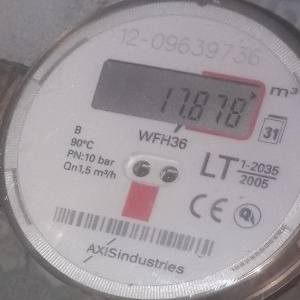 12-09639736
17.878 m³
31
B
90°C
PN:10 bar
Qn1,5 m³/h
WFH36
LT 1-2035
2005
CE
AXISindustries